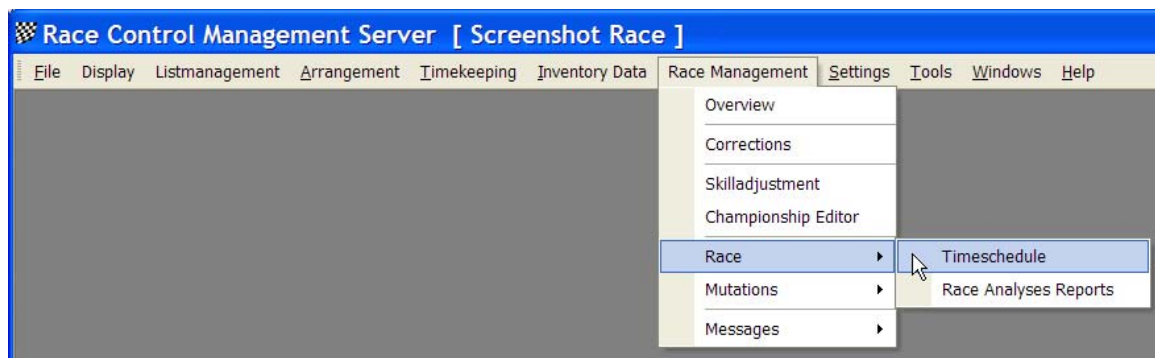 Race Control Management Server [ Screenshot Race ]
File Display Listmanagement Arrangement Timekeeping Inventory Data Race Management Settings Tools Windows Help
Overview
Corrections
Skilladjustment
Championship Editor
Race Timeschedule
Mutations Race Analyses Reports
Messages